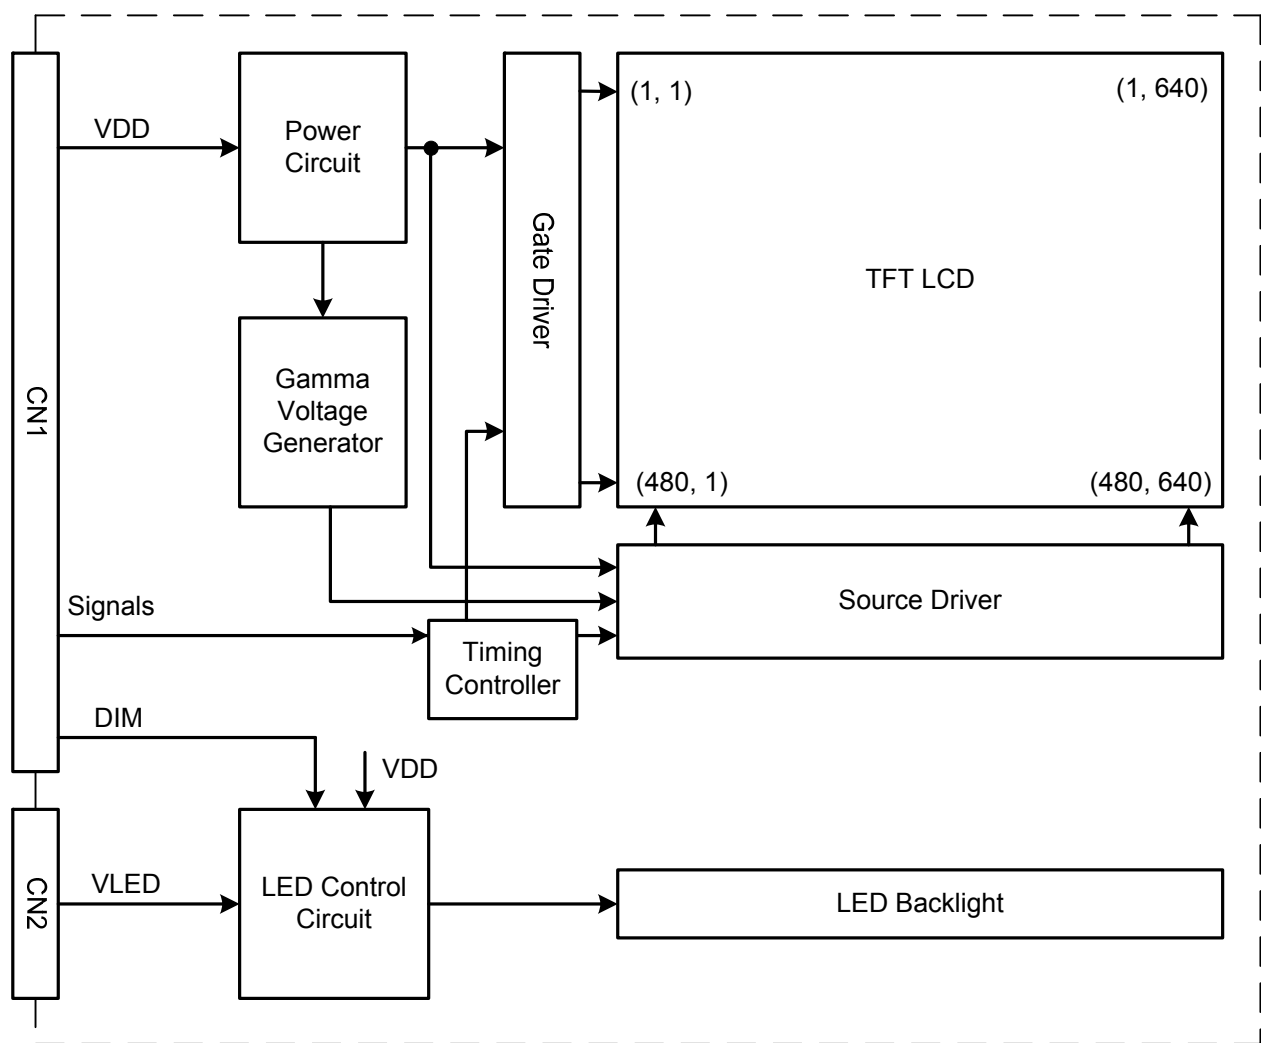 VDD
Power
Circuit
(1, 1)
(1, 640)
Gate Driver
TFT LCD
Gamma
Voltage
Generator
CN1
(480, 1)
(480, 640)
Signals
Source Driver
Timing
Controller
DIM
VDD
CN2
VLED
LED Control
Circuit
LED Backlight